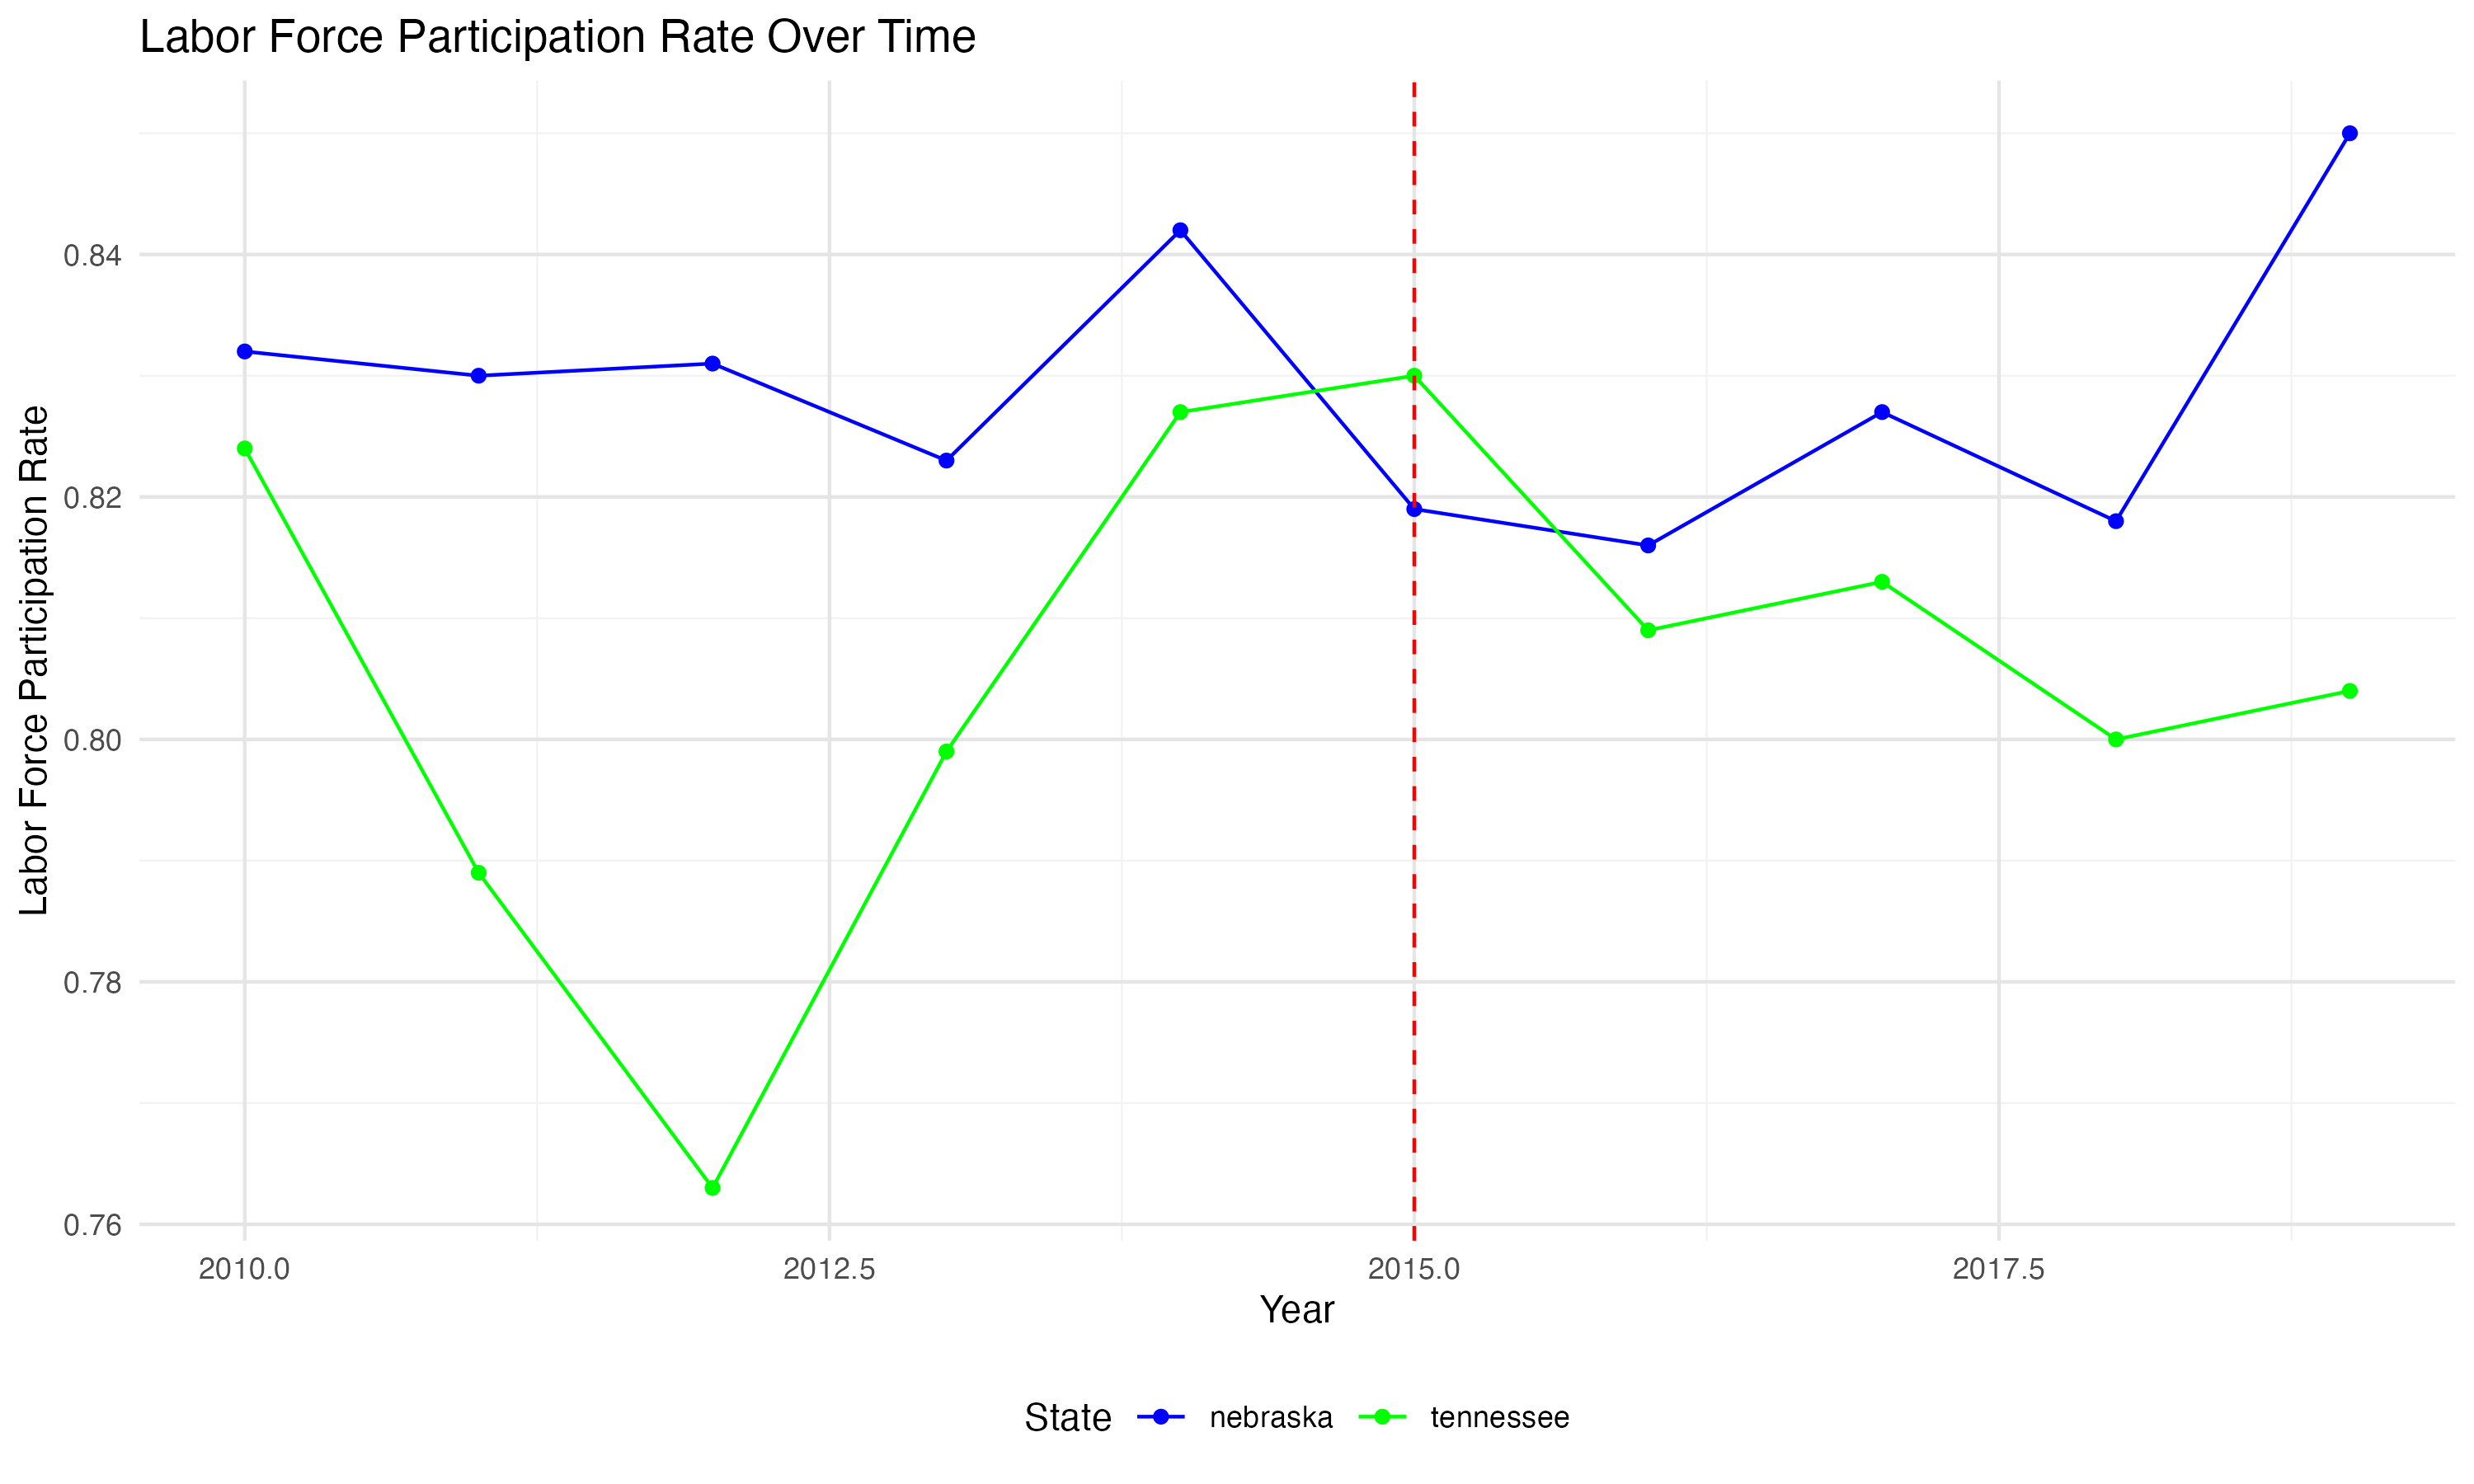 Labor Force Participation Rate Over Time
Labor Force Participation Rate
0.84
0.82
0.80
0.78
0.76
2010.0 2012.5 2015.0 2017.5
Year
State nebraska tennessee